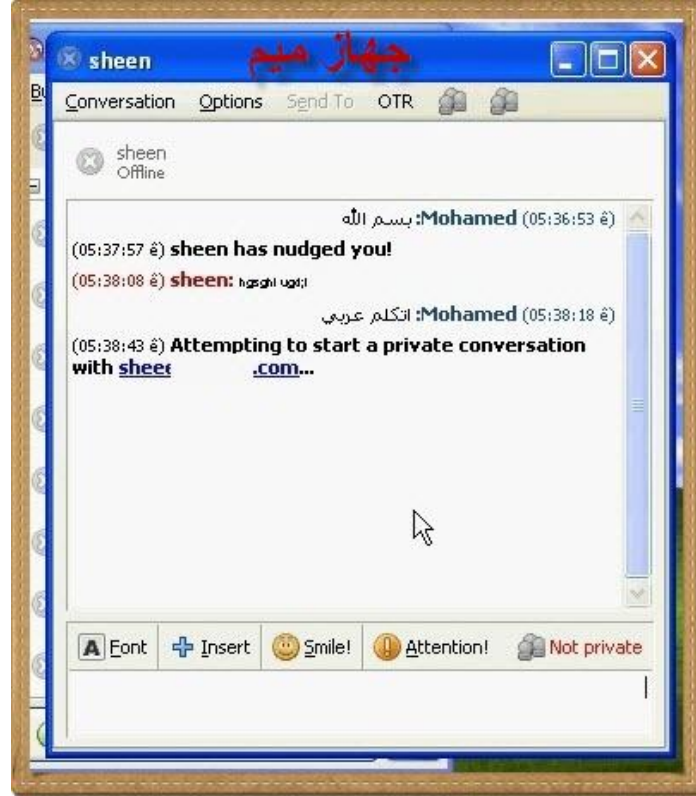 جهاز ميم
sheen
Conversation Options Send To OTR
sheen
Offline
Mohamed (05:36:53 ê): بسم الله
(05:37:57 ê) sheen has nudged you!
(05:38:08 ê) sheen:
Mohamed (05:38:18 ê): اتكلم عربي
(05:38:43 ê) Attempting to start a private conversation
with shee .com...
Font Insert Smile! Attention! Not private